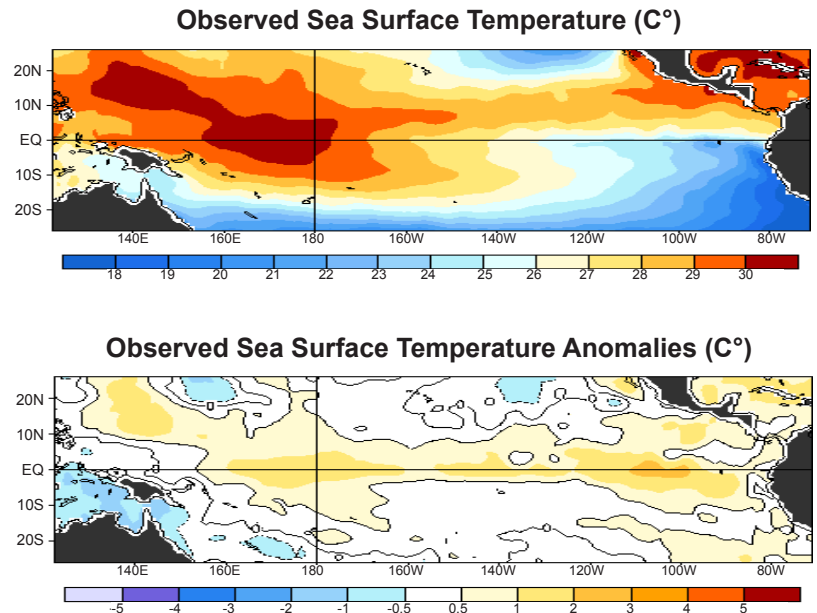 Observed Sea Surface Temperature (C°)
20N
10N
EQ
10S
20S
140E 160E 180 160W 140W 120W 100W 80W
18 19 20 21 22 23 24 25 26 27 28 29 30
Observed Sea Surface Temperature Anomalies (C°)
20N
10N
EQ
10S
20S
140E 160E 180 160W 140W 120W 100W 80W
-5 -4 -3 -2 -1 -0.5 0.5 1 2 3 4 5